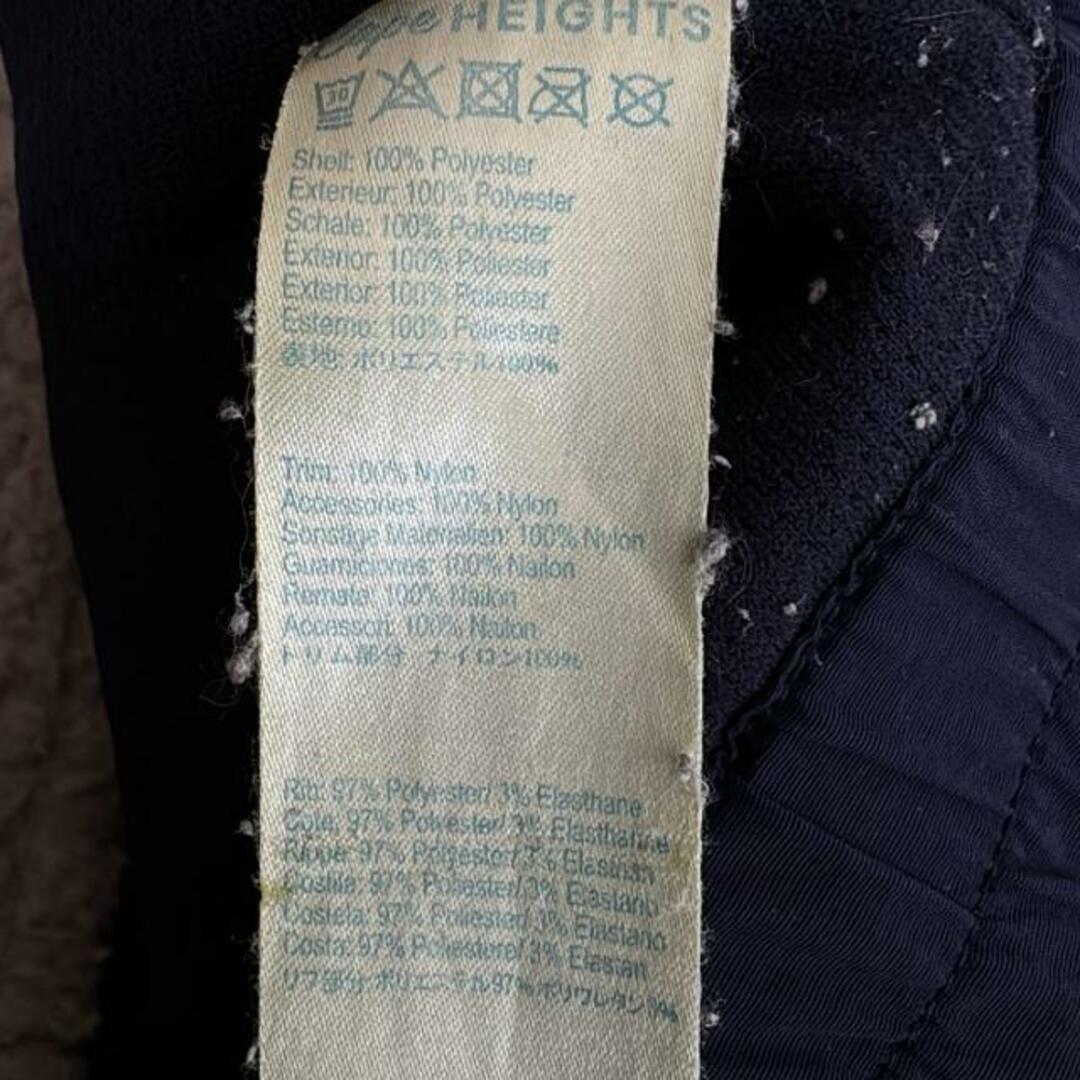 Cape HEIGHTS
30
Shell: 100% Polyester
Exterieur: 100% Polyester
Schale: 100% Polyester
Exterior: 100% Poliester
Exterior: 100% Poliester
Esterno: 100% Poliestere
表地: ポリエステル100%
Trim: 100% Nylon
Accessories: 100% Nylon
Sonstige Materialien: 100% Nylon
Guarniciones: 100% Nailon
Remate: 100% Nailon
Accessori: 100% Nailon
トリム部分 ナイロン100%
Rib: 97% Polyester/ 3% Elasthane
Cote: 97% Polyester/ 3% Elasthanne
Rippe: 97% Polyester/ 3% Elasthan
Costilla: 97% Poliester/ 3% Elastano
Costela: 97% Poliester/ 3% Elastano
Costa: 97% Poliestere/ 3% Elastan
リブ部分:ポリエステル97% ポリウレタン3%